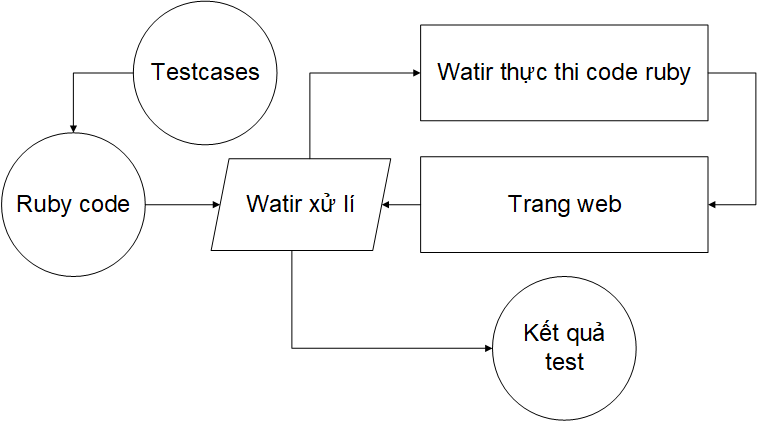 Testcases
Watir thực thi code ruby
Ruby code
Watir xử lí
Trang web
Kết quả
test